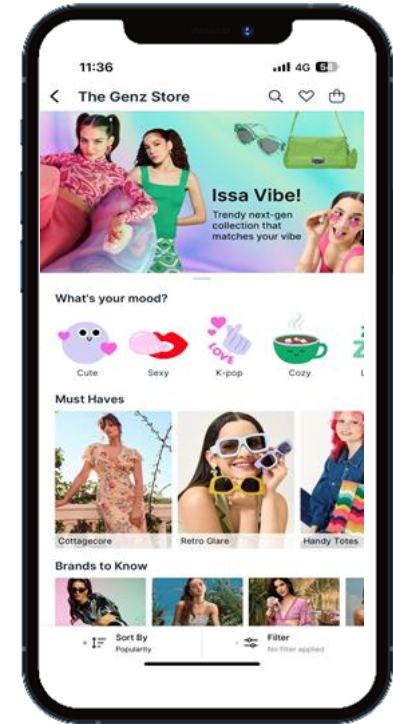 11:36
4G 54
The Genz Store
Issa Vibe!
Trendy next-gen
collection that
matches your vibe
What's your mood?
LOVE
Cute
Sexy
K-pop
Cozy
L
Must Haves
Cottagecore
Retro Glare
Handy Totes
Brands to Know
Sort By
Popularity
Filter
No filter applied